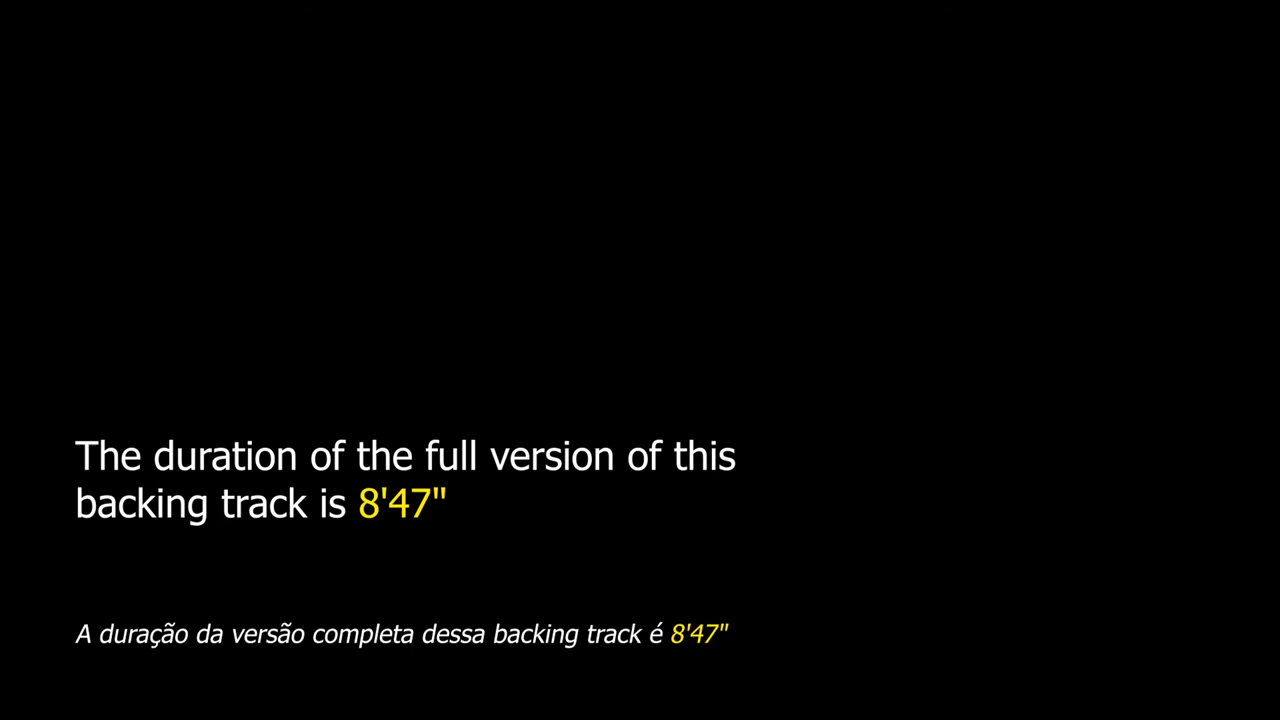 The duration of the full version of this
backing track is 8'47"
A duração da versão completa dessa backing track é 8'47"